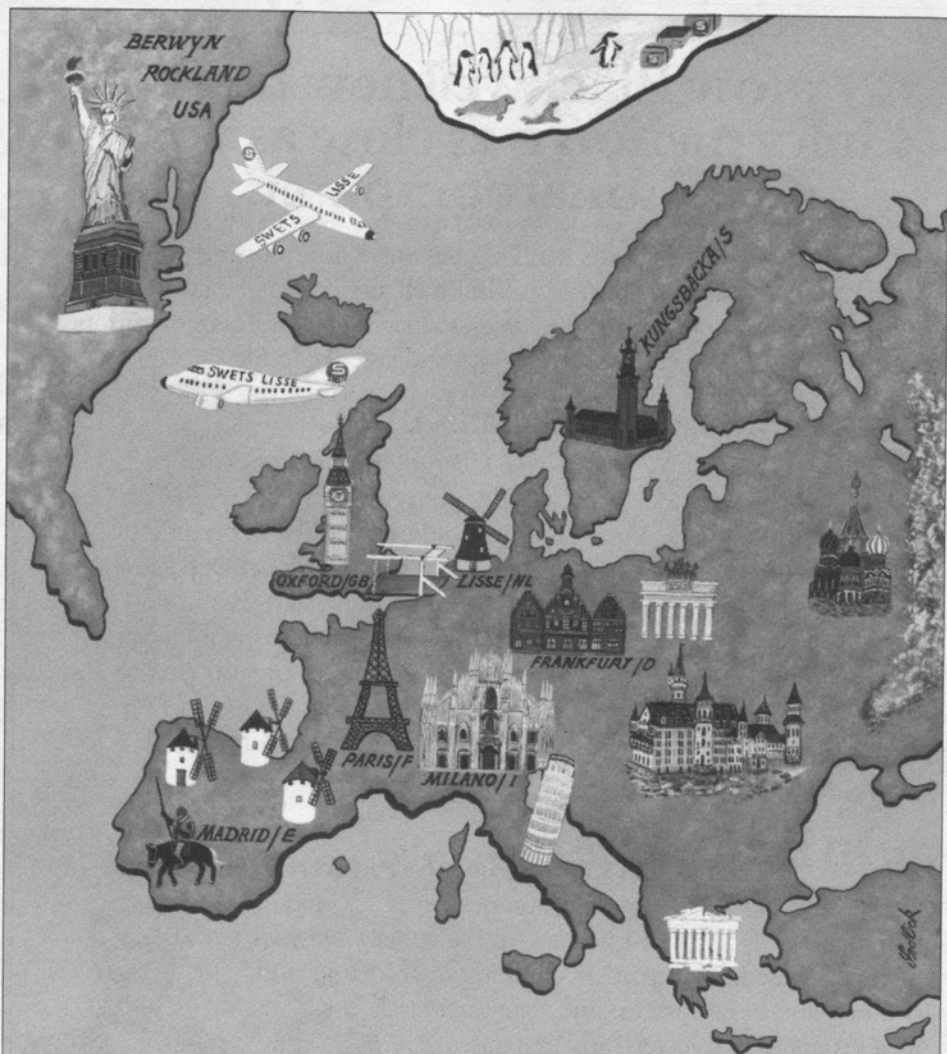 BERWYN
ROCKLAND
USA
SWETS LISSE
SWETS LISSE
KUNGSBACKA/S
OXFORD/GB
LISSE/NL
FRANKFURT/D
PARIS/F
MILANO/I
MADRID/E